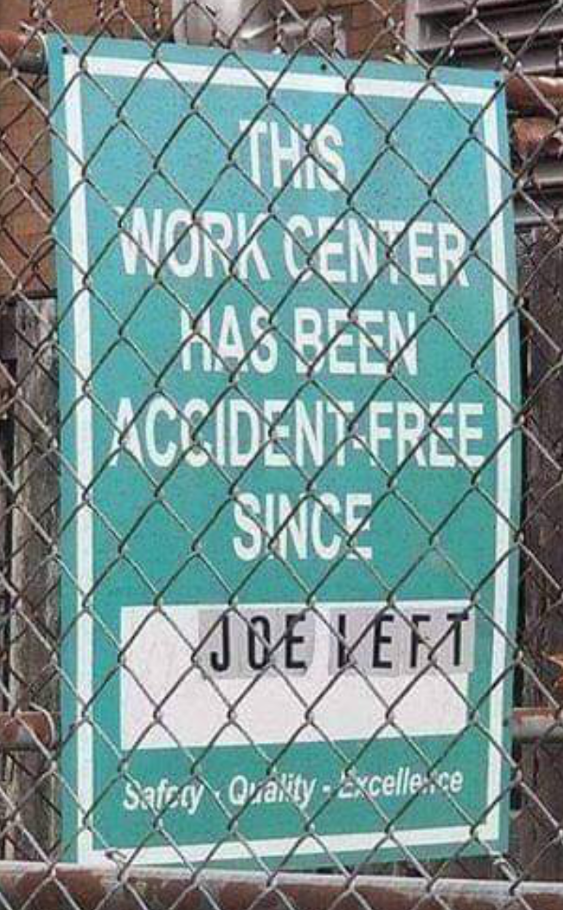 THIS
WORK CENTER
HAS BEEN
ACCIDENT-FREE
SINCE
JOE LEFT
Safety - Quality - Excellence